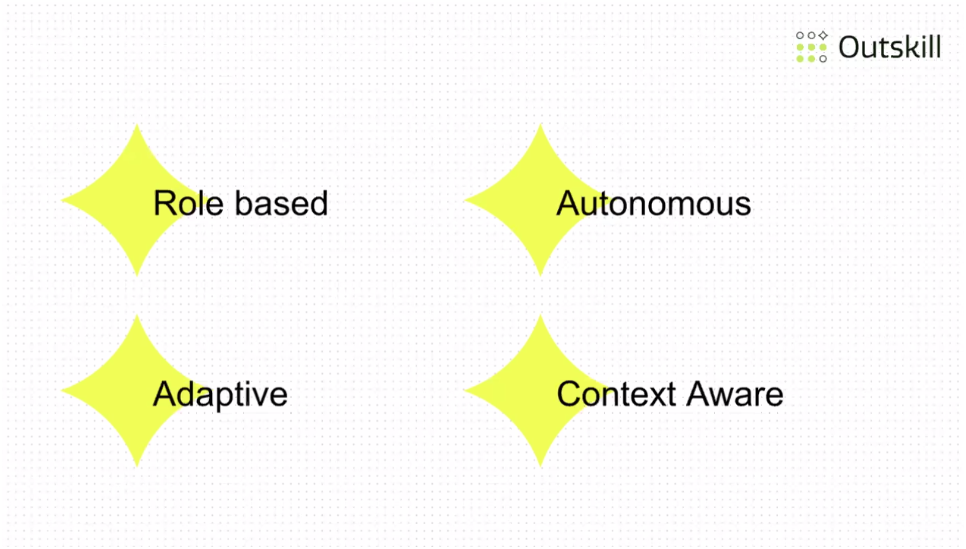 Outskill
Role based
Autonomous
Adaptive
Context Aware